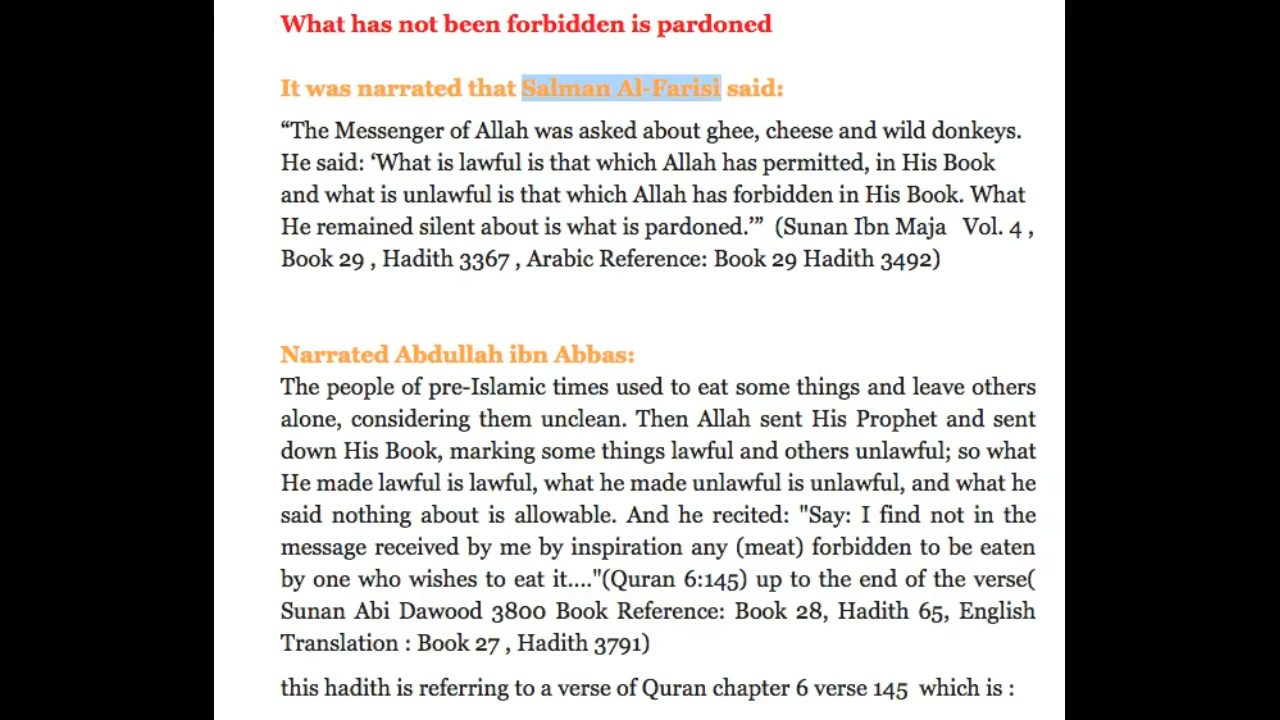 What has not been forbidden is pardoned
It was narrated that Salman Al-Farisi said:
“The Messenger of Allah was asked about ghee, cheese and wild donkeys.
He said: ‘What is lawful is that which Allah has permitted, in His Book
and what is unlawful is that which Allah has forbidden in His Book. What
He remained silent about is what is pardoned.’” (Sunan Ibn Maja Vol. 4 ,
Book 29 , Hadith 3367 , Arabic Reference: Book 29 Hadith 3492)
Narrated Abdullah ibn Abbas:
The people of pre-Islamic times used to eat some things and leave others
alone, considering them unclean. Then Allah sent His Prophet and sent
down His Book, marking some things lawful and others unlawful; so what
He made lawful is lawful, what he made unlawful is unlawful, and what he
said nothing about is allowable. And he recited: "Say: I find not in the
message received by me by inspiration any (meat) forbidden to be eaten
by one who wishes to eat it...."(Quran 6:145) up to the end of the verse(
Sunan Abi Dawood 3800 Book Reference: Book 28, Hadith 65, English
Translation : Book 27 , Hadith 3791)
this hadith is referring to a verse of Quran chapter 6 verse 145 which is :